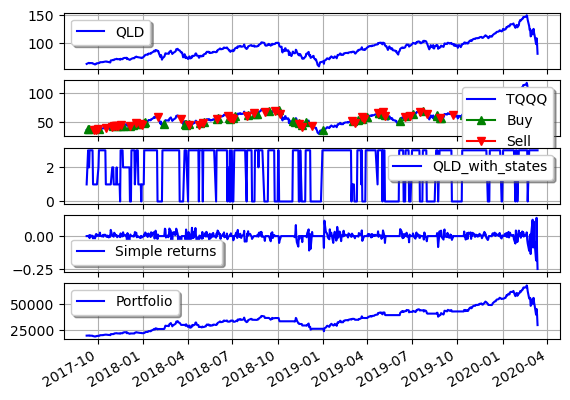 150
QLD
100
100
TQQQ
Buy
50
Sell
QLD_with_states
2
0
0.00
Simple returns
−0.25
Portfolio
50000
25000
2017-10 2018-01 2018-04 2018-07 2018-10 2019-01 2019-04 2019-07 2019-10 2020-01 2020-04